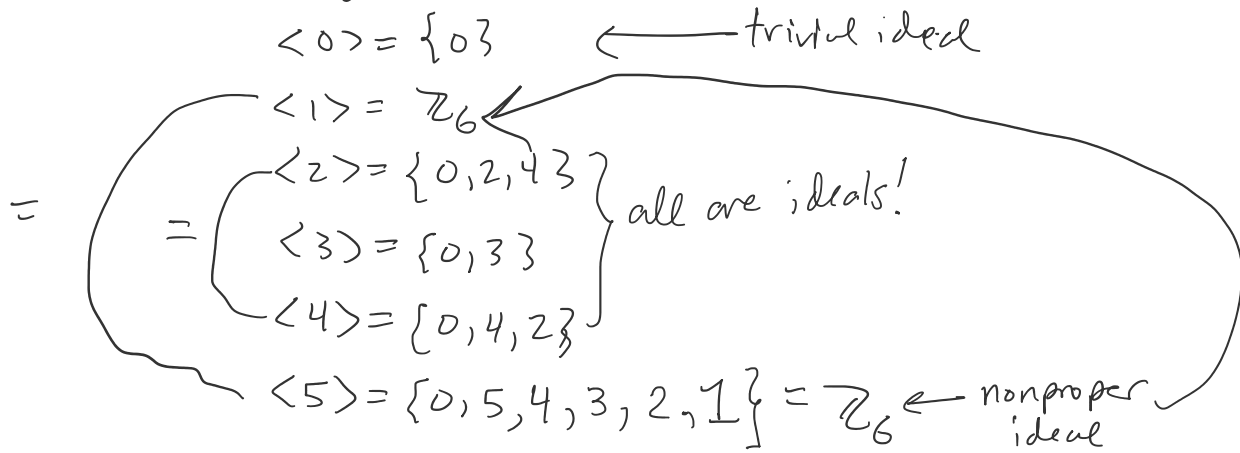 <0> = {0} ← trivial ideal
<1> = ℤ₆
<2> = {0,2,4}
= = <3> = {0,3} all are ideals!
<4> = {0,4,2}
<5> = {0,5,4,3,2,1} = ℤ₆ ← nonproper ideal